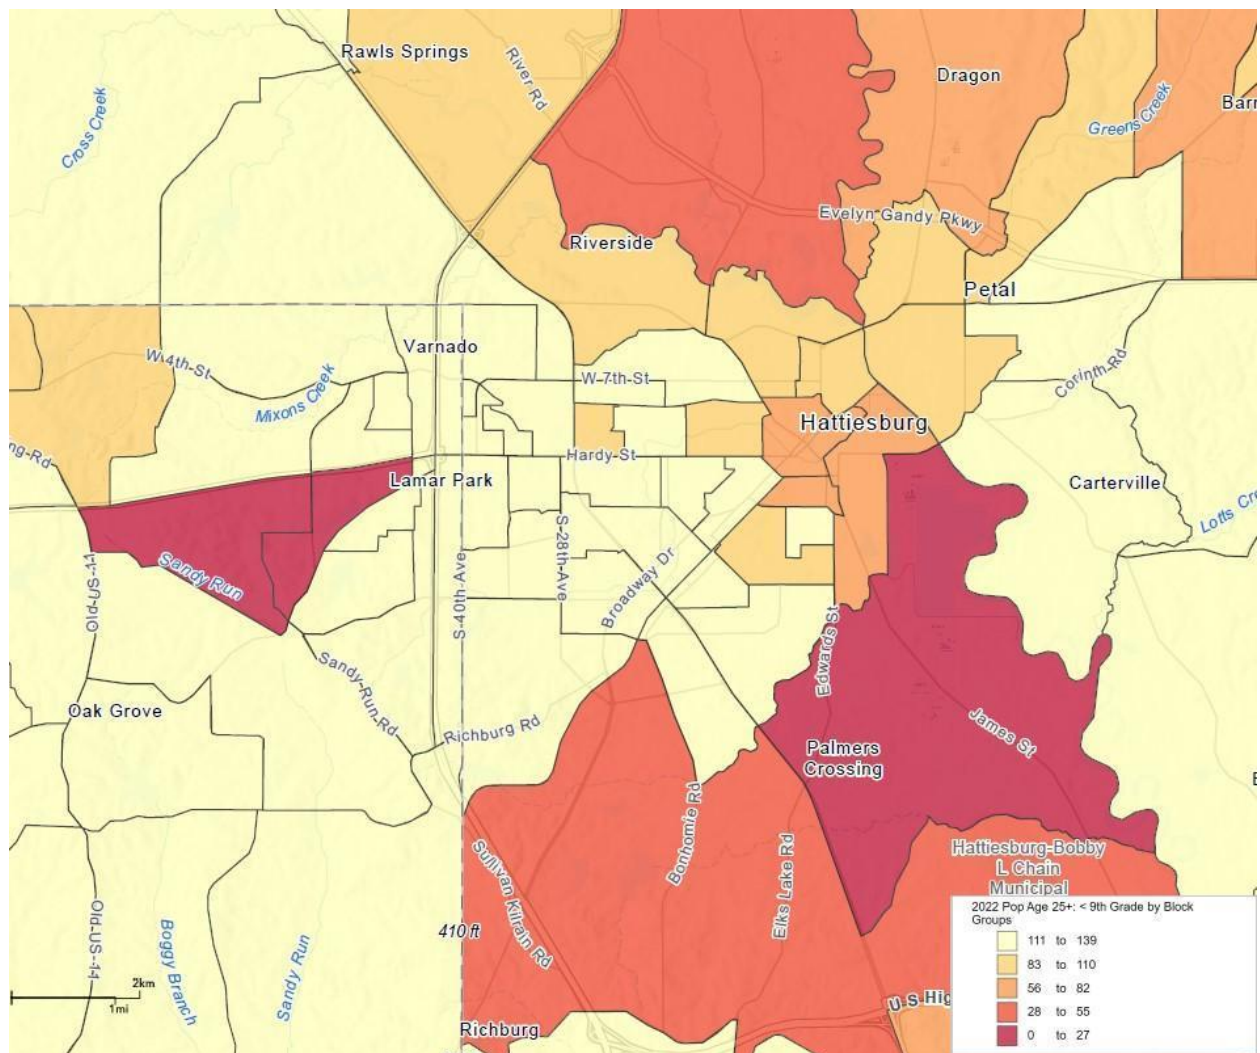 Rawls Springs
River Rd
Dragon
Barr
Cross Creek
Greens Creek
Evelyn Gandy Pkwy
Riverside
Petal
Varnado
W 4th St
W 7th St
Corinth Rd
Mixons Creek
Hattiesburg
ng-Rd
Hardy St
Lamar Park
Carterville
Lotts Cre
Old-US-11
Sandy Run
S-40th-Ave
S-28th-Ave
Broadway Dr
Edwards St
Sandy-Run-Rd
Oak Grove
Richburg Rd
James St
Palmers
Crossing
E
Bonhomie Rd
Elks Lake Rd
Sullivan Kilrain Rd
Hattiesburg-Bobby
L Chain
Municipal
Old-US-11
Boggy Branch
Sandy Run
410 ft
2km
1mi
Richburg
U S Hig
2022 Pop Age 25+: < 9th Grade by Block
Groups
111 to 139
83 to 110
56 to 82
28 to 55
0 to 27